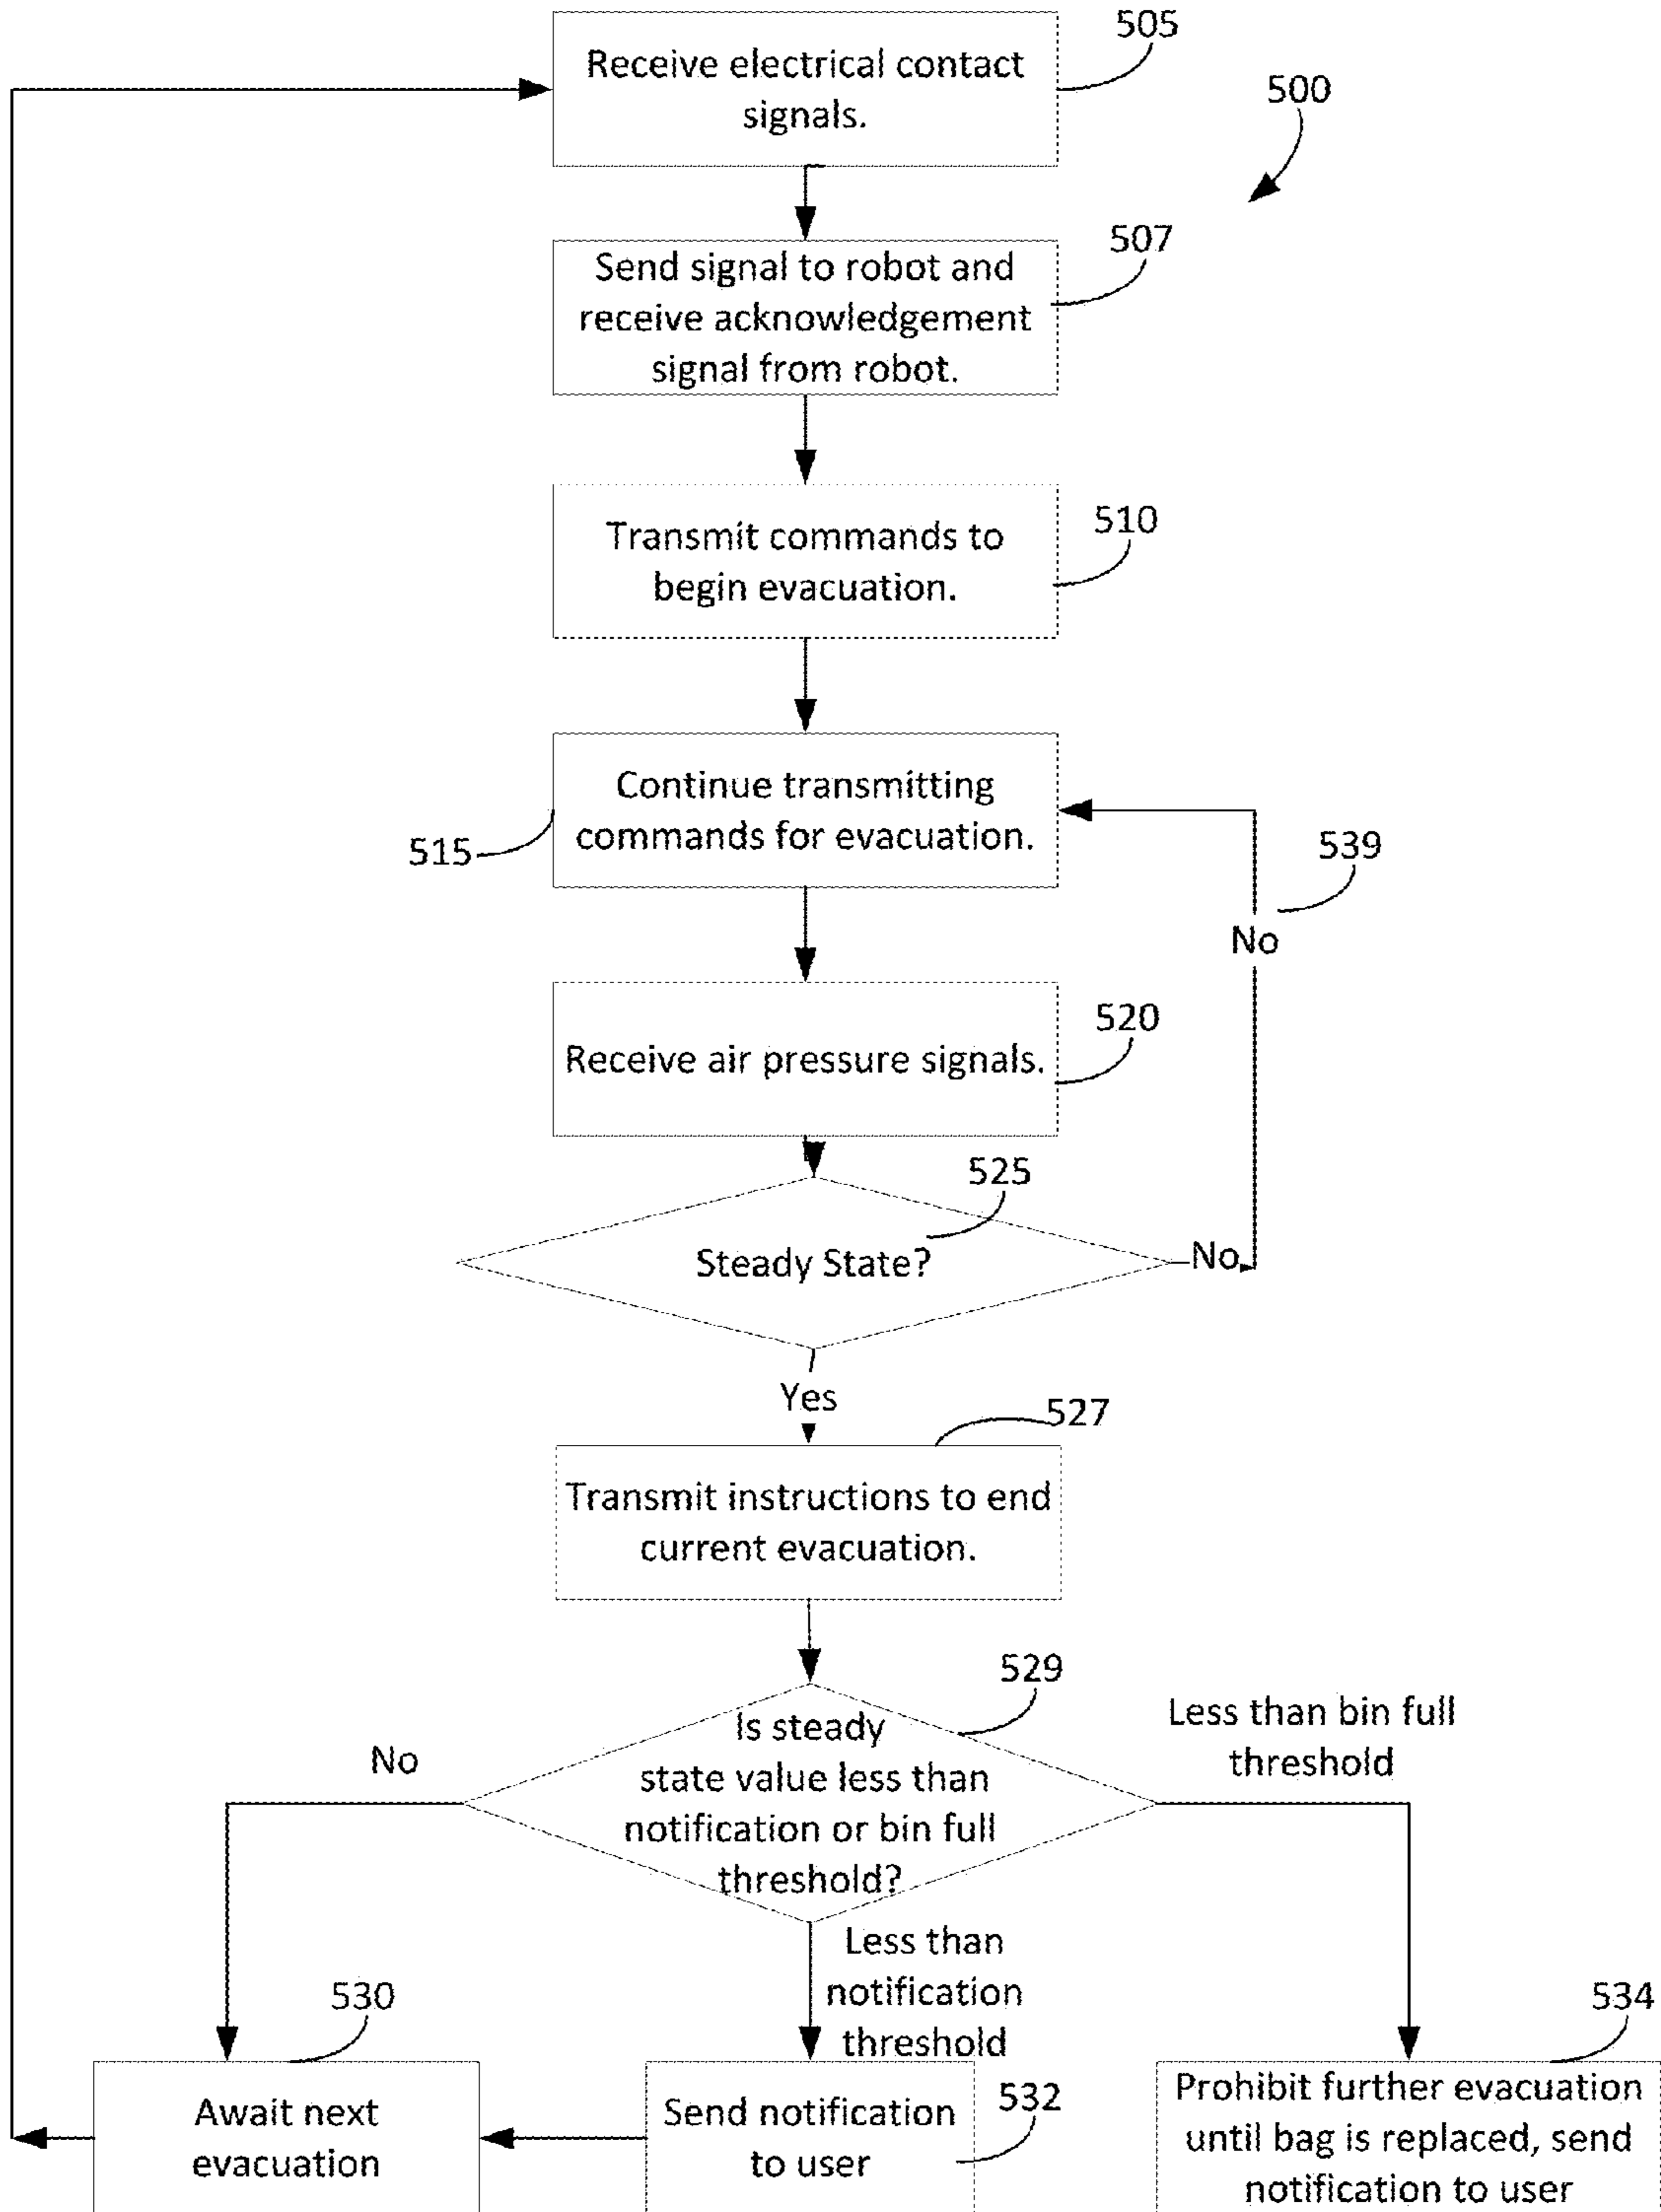 505
Receive electrical contact
signals.
500
507
Send signal to robot and
receive acknowledgement
signal from robot.
510
Transmit commands to
begin evacuation.
Continue transmitting
commands for evacuation.
515
539
No
520
Receive air pressure signals.
525
Steady State?
No
Yes
527
Transmit instructions to end
current evacuation.
529
Is steady
state value less than
notification or bin full
threshold?
No
Less than bin full
threshold
Less than
notification
threshold
530
Await next
evacuation
532
Send notification
to user
534
Prohibit further evacuation
until bag is replaced, send
notification to user